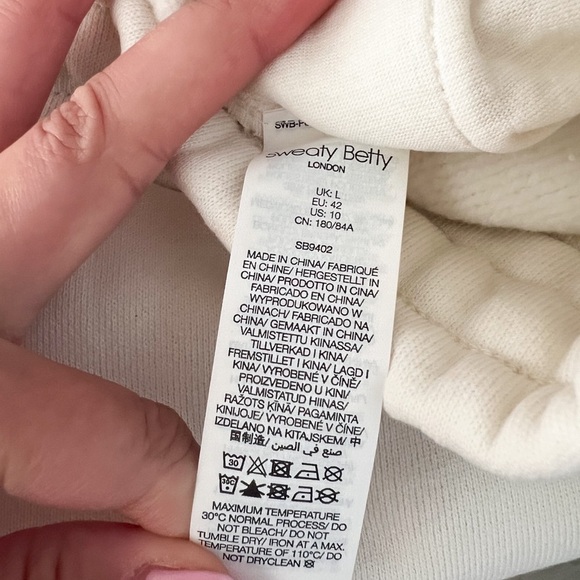 Sweaty Betty
LONDON
UK: L
EU: 42
US: 10
CN: 180/84A
SB9402
MADE IN CHINA/ FABRIQUÉ
EN CHINE/ HERGESTELLT IN
CHINA/ PRODOTTO IN CINA/
FABRICADO EN CHINA/
WYPRODUKOWANO W
CHINACH/ FABRICADO NA
CHINA/ GEMAAKT IN CHINA/
VALMISTETTU KIINASSA/
TILLVERKAD I KINA/
FREMSTILLET I KINA/ LAGD I
KINA/ VYROBENÉ V ČÍNĚ/
PROIZVEDENO U KINI/
VALMISTATUD HIINAS/
RAŽOTS ĶĪNĀ/ PAGAMINTA
KINIJOJE/ VYROBENÉ V ČÍNE/
IZDELANO NA KITAJSKEM/ 中
国制造/ صنع في الصين
30
MAXIMUM TEMPERATURE
30°C NORMAL PROCESS/ DO
NOT BLEACH/ DO NOT
TUMBLE DRY/ IRON AT A MAX.
TEMPERATURE OF 110°C/ DO
NOT DRYCLEAN